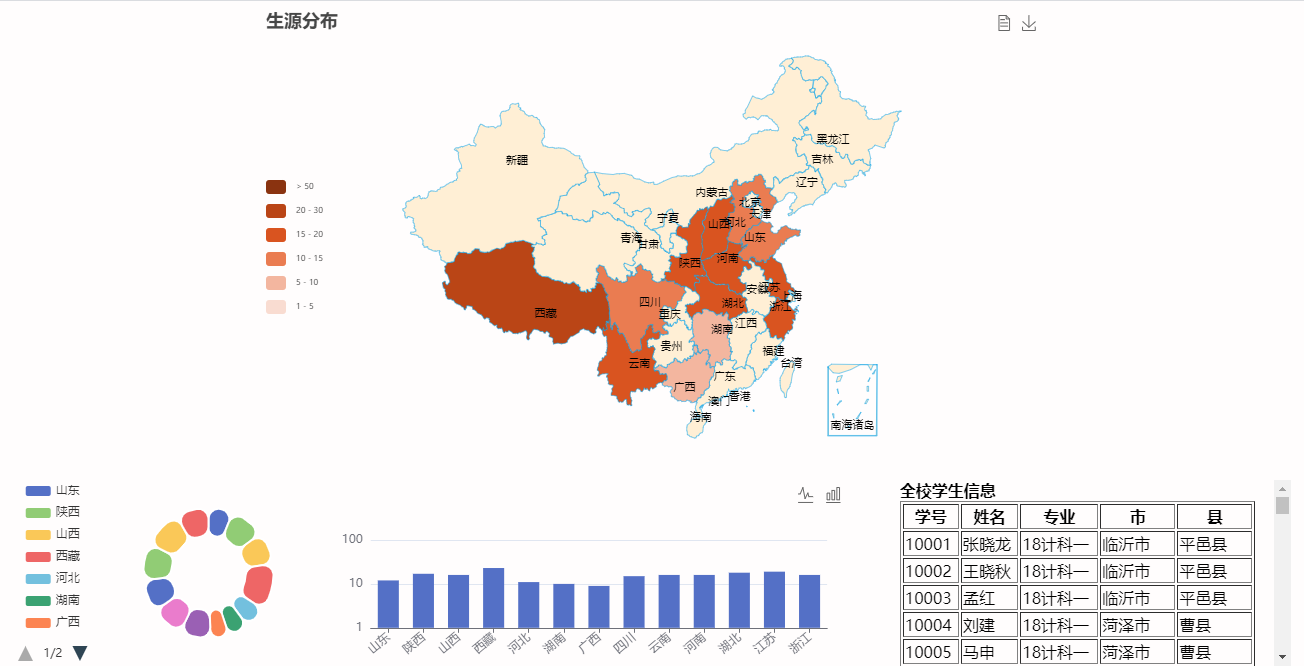 生源分布
> 50
20 - 30
15 - 20
10 - 15
5 - 10
1 - 5
黑龙江
吉林
辽宁
新疆
内蒙古
北京
天津
宁夏
山西
河北
青海
甘肃
山东
陕西
河南
安徽
江苏
上海
西藏
四川
湖北
浙江
重庆
湖南
江西
贵州
福建
云南
台湾
广西
广东
澳门
香港
海南
南海诸岛
山东
陕西
山西
西藏
河北
湖南
广西
1/2
100
10
1
山东 陕西 山西 西藏 河北 湖南 广西 四川 云南 河南 湖北 江苏 浙江
全校学生信息
学号 姓名 专业 市 县
10001 张晓龙 18计科一 临沂市 平邑县
10002 王晓秋 18计科一 临沂市 平邑县
10003 孟红 18计科一 临沂市 平邑县
10004 刘建 18计科一 菏泽市 曹县
10005 马申 18计科一 菏泽市 曹县